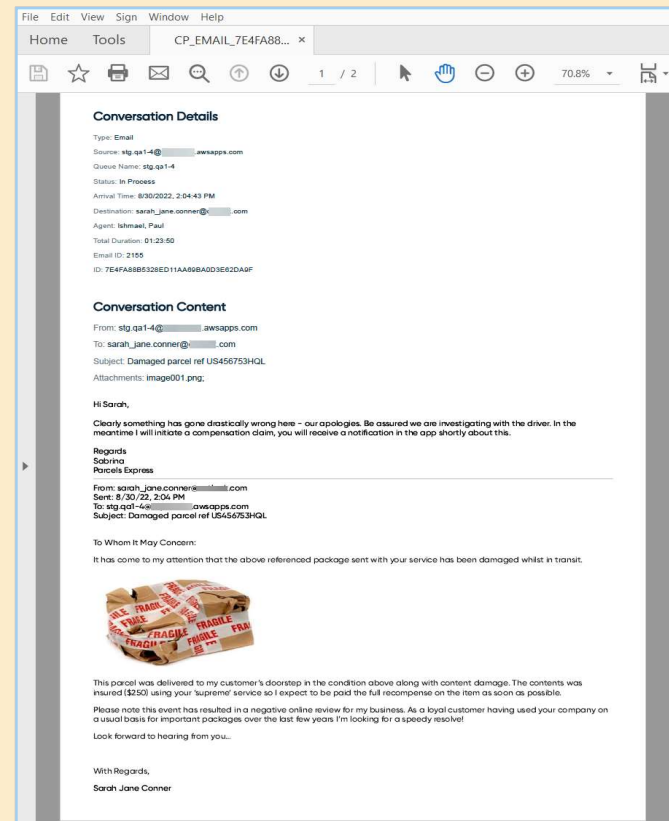 File Edit View Sign Window Help
Home Tools CP_EMAIL_7E4FA88... ×
1 / 2 70.8%
Conversation Details
Type: Email
Source: stg.qa1-4@ .awsapps.com
Queue Name: stg.qa1-4
Status: In Process
Arrival Time: 8/30/2022, 2:04:43 PM
Destination: sarah_jane.conner@ .com
Agent: Ishmael, Paul
Total Duration: 01:23:50
Email ID: 2155
ID: 7E4FA88B5328ED11AA69BA0D3E62DA9F
Conversation Content
From: stg.qa1-4@ .awsapps.com
To: sarah_jane.conner@ .com
Subject: Damaged parcel ref US456753HQL
Attachments: image001.png;
Hi Sarah,
Clearly something has gone drastically wrong here - our apologies. Be assured we are investigating with the driver. In the
meantime I will initiate a compensation claim, you will receive a notification in the app shortly about this.
Regards
Sabrina
Parcels Express
From: sarah_jane.conner@ .com
Sent: 8/30/22, 2:04 PM
To: stg.qa1-4@ .awsapps.com
Subject: Damaged parcel ref US456753HQL
To Whom It May Concern:
It has come to my attention that the above referenced package sent with your service has been damaged whilst in transit.
FRAGILE FRAGILE
FRAGILE FRAGILE
FRAGILE FRAGILE FRA
This parcel was delivered to my customer's doorstep in the condition above along with content damage. The contents was
insured ($250) using your 'supreme' service so I expect to be paid the full recompense on the item as soon as possible.
Please note this event has resulted in a negative online review for my business. As a loyal customer having used your company on
a usual basis for important packages over the last few years I'm looking for a speedy resolve!
Look forward to hearing from you...
With Regards,
Sarah Jane Conner